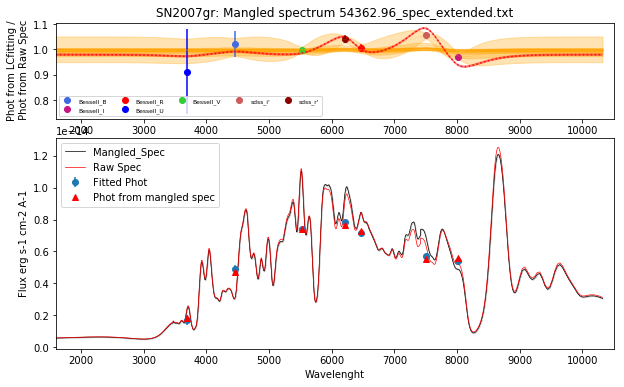 SN2007gr: Mangled spectrum 54362.96_spec_extended.txt
Phot from LCfitting /
Phot from Raw Spec
1.1
1.0
0.9
0.8
Bessell_B
Bessell_R
Bessell_V
sdss_i'
sdss_r'
Bessell_I
Bessell_U
2000
3000
4000
5000
6000
7000
8000
9000
10000
Flux erg s-1 cm-2 A-1
1.2
1.0
0.8
0.6
0.4
0.2
0.0
Mangled_Spec
Raw Spec
Fitted Phot
Phot from mangled spec
2000
3000
4000
5000
6000
7000
8000
9000
10000
Wavelenght